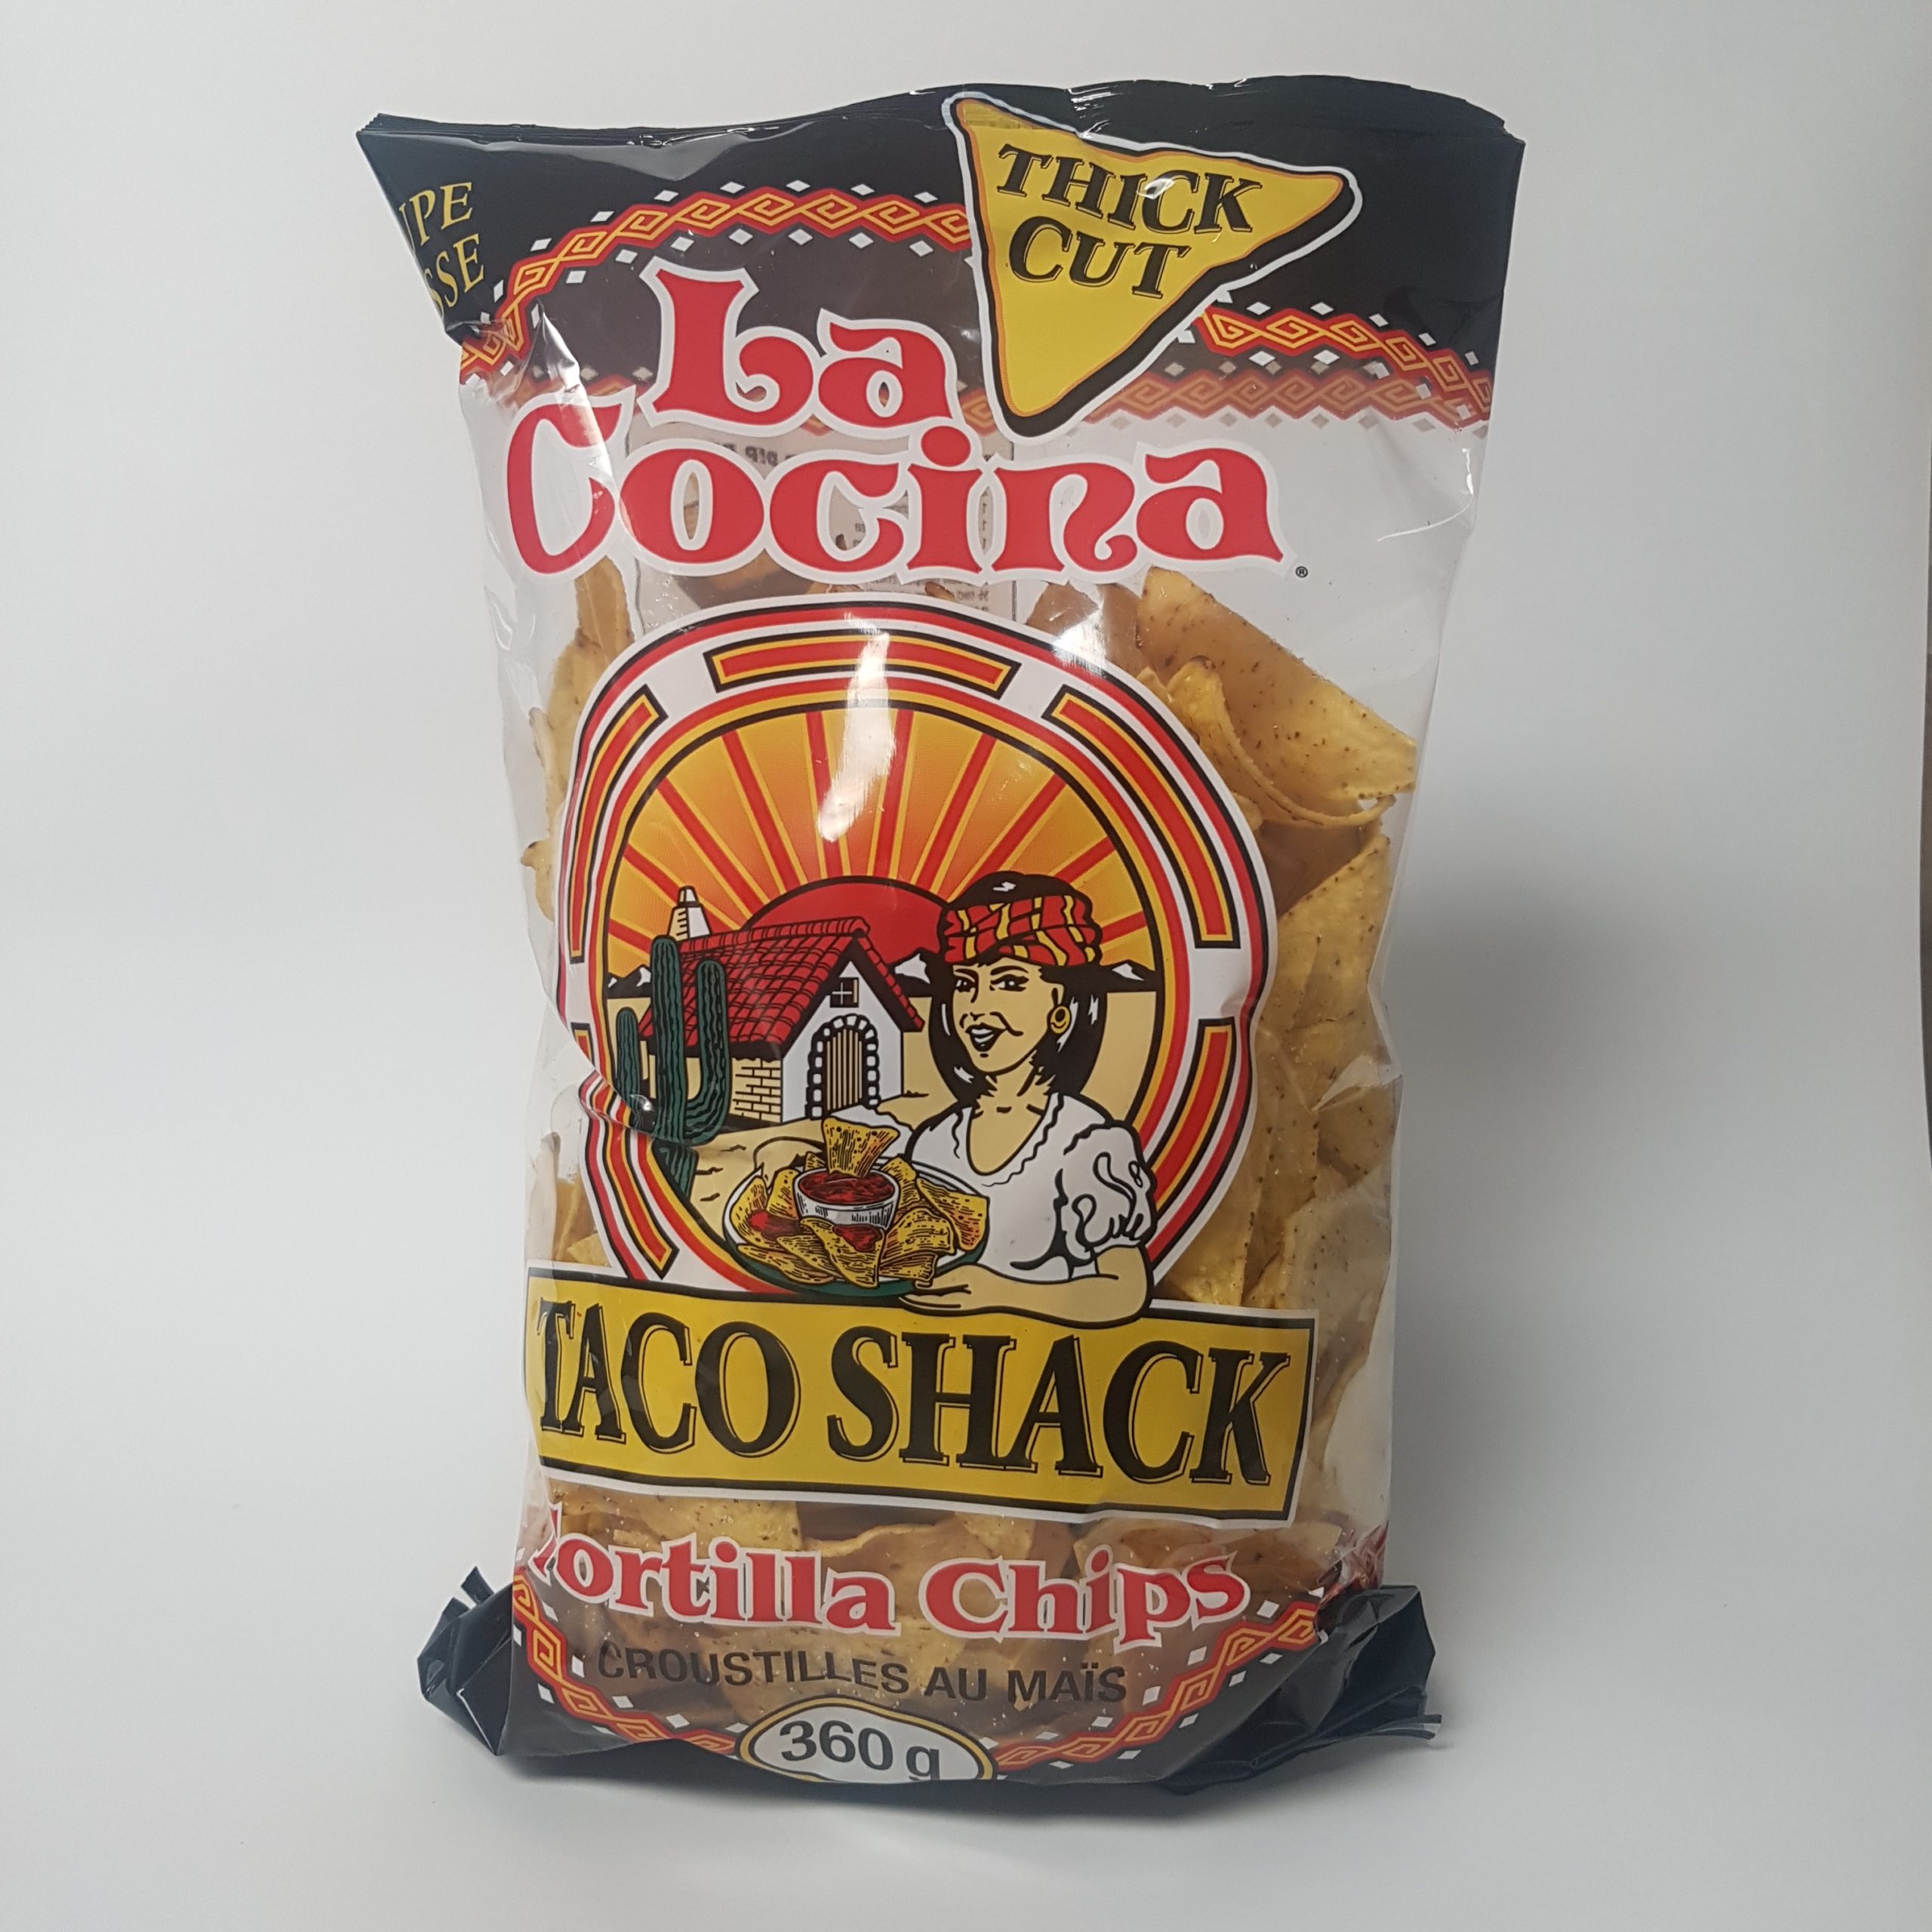 THICK
CUT
La
Cocina
®
TACO SHACK
Tortilla Chips
CROUSTILLES AU MAÏS
360 g